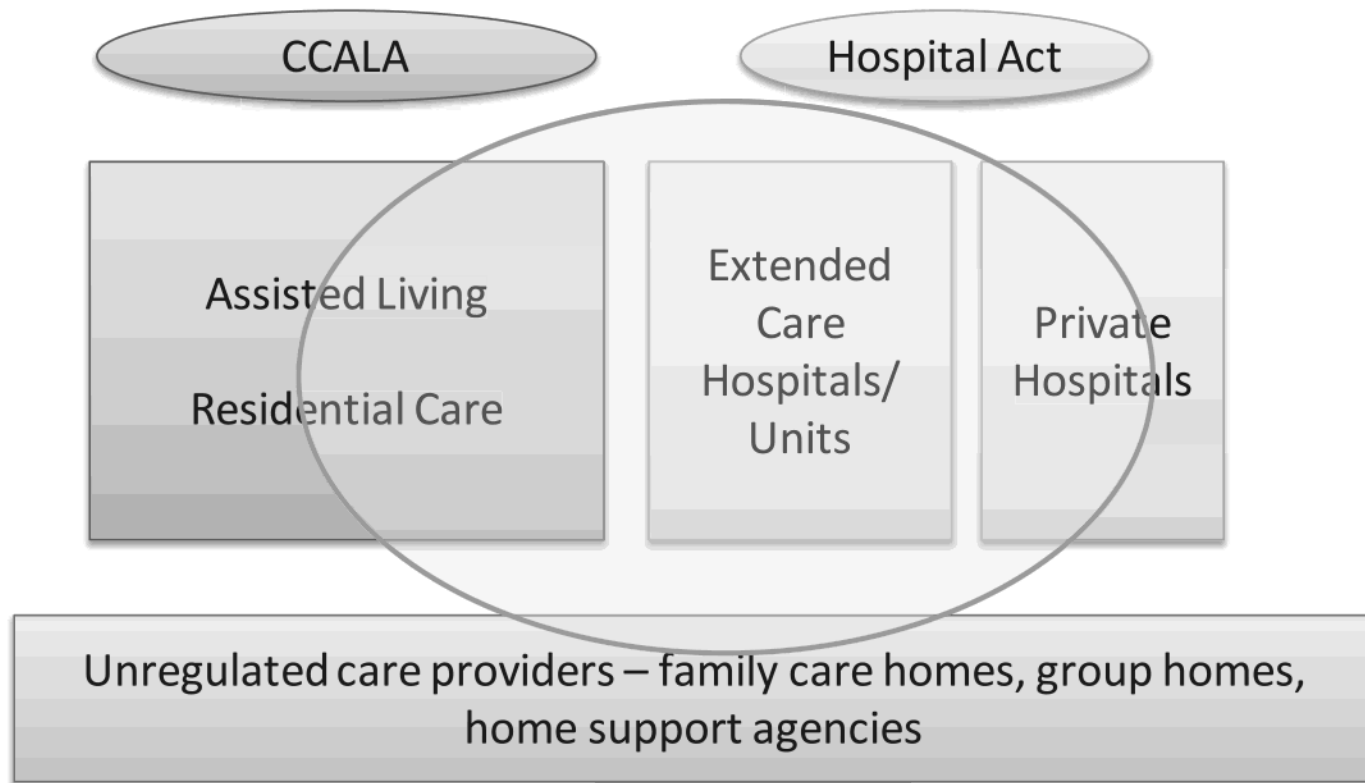 CCALA
Hospital Act
Assisted Living
Residential Care
Extended
Care
Hospitals/
Units
Private
Hospitals
Unregulated care providers – family care homes, group homes,
home support agencies